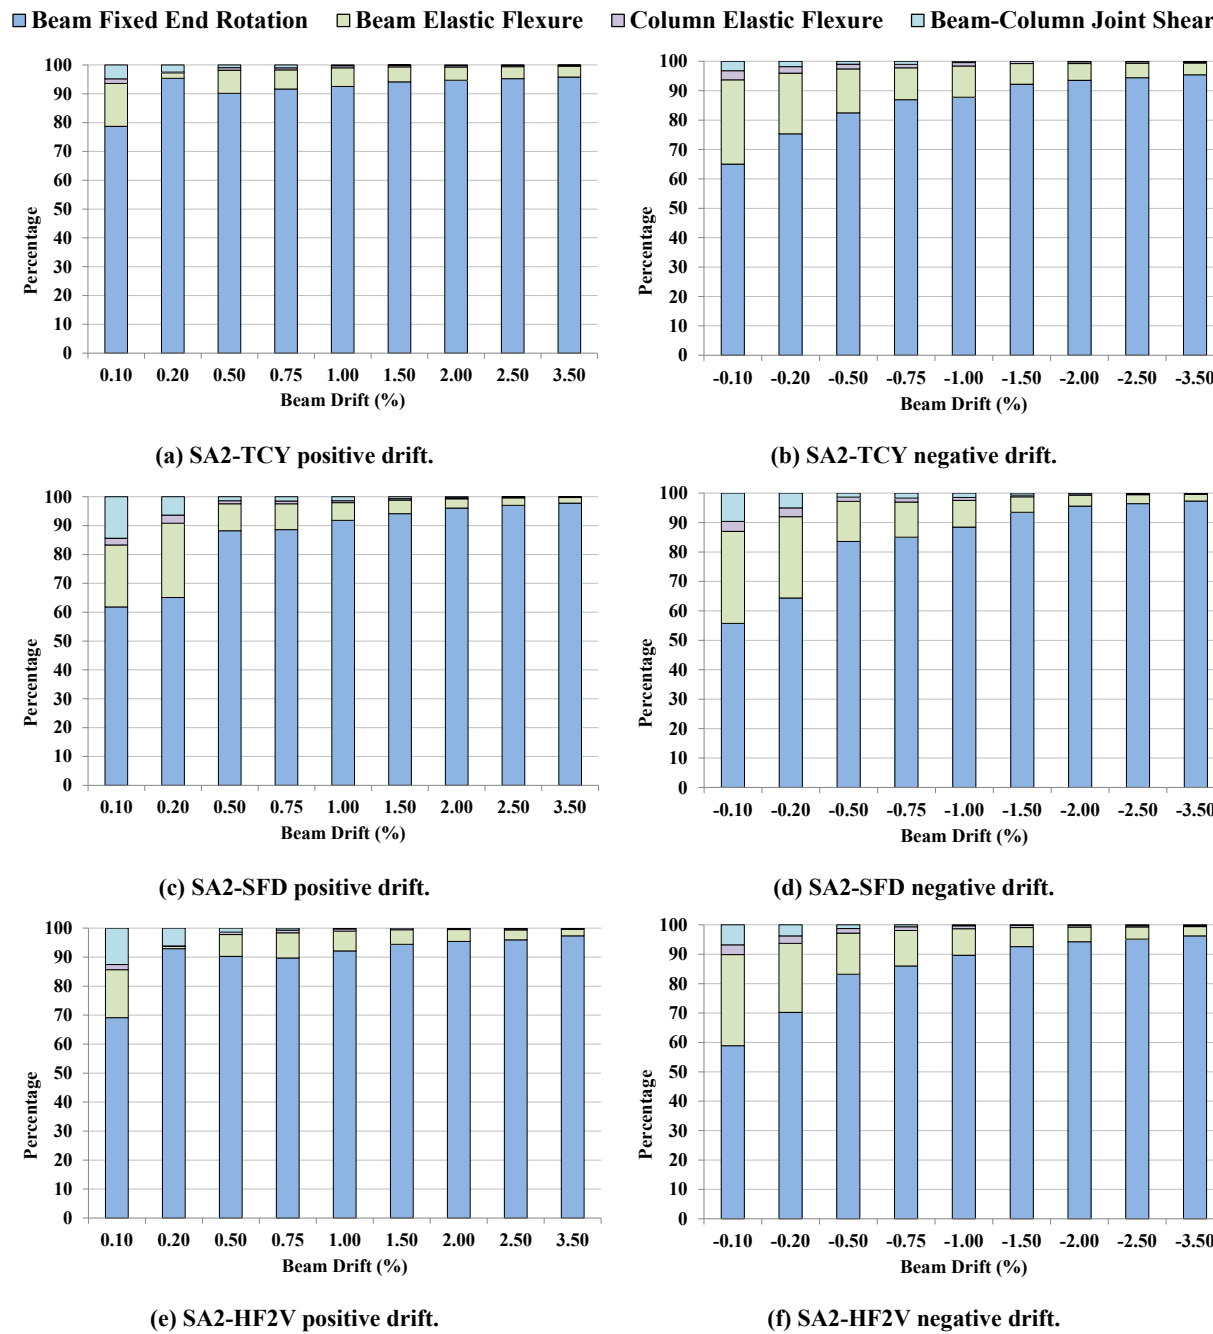 Beam Fixed End Rotation Beam Elastic Flexure Column Elastic Flexure Beam-Column Joint Shear
100
90
80
70
60
50
40
30
20
10
0
Percentage
0.10 0.20 0.50 0.75 1.00 1.50 2.00 2.50 3.50
Beam Drift (%)
(a) SA2-TCY positive drift.
100
90
80
70
60
50
40
30
20
10
0
Percentage
-0.10 -0.20 -0.50 -0.75 -1.00 -1.50 -2.00 -2.50 -3.50
Beam Drift (%)
(b) SA2-TCY negative drift.
100
90
80
70
60
50
40
30
20
10
0
Percentage
0.10 0.20 0.50 0.75 1.00 1.50 2.00 2.50 3.50
Beam Drift (%)
(c) SA2-SFD positive drift.
100
90
80
70
60
50
40
30
20
10
0
Percentage
-0.10 -0.20 -0.50 -0.75 -1.00 -1.50 -2.00 -2.50 -3.50
Beam Drift (%)
(d) SA2-SFD negative drift.
100
90
80
70
60
50
40
30
20
10
0
Percentage
0.10 0.20 0.50 0.75 1.00 1.50 2.00 2.50 3.50
Beam Drift (%)
(e) SA2-HF2V positive drift.
100
90
80
70
60
50
40
30
20
10
0
Percentage
-0.10 -0.20 -0.50 -0.75 -1.00 -1.50 -2.00 -2.50 -3.50
Beam Drift (%)
(f) SA2-HF2V negative drift.